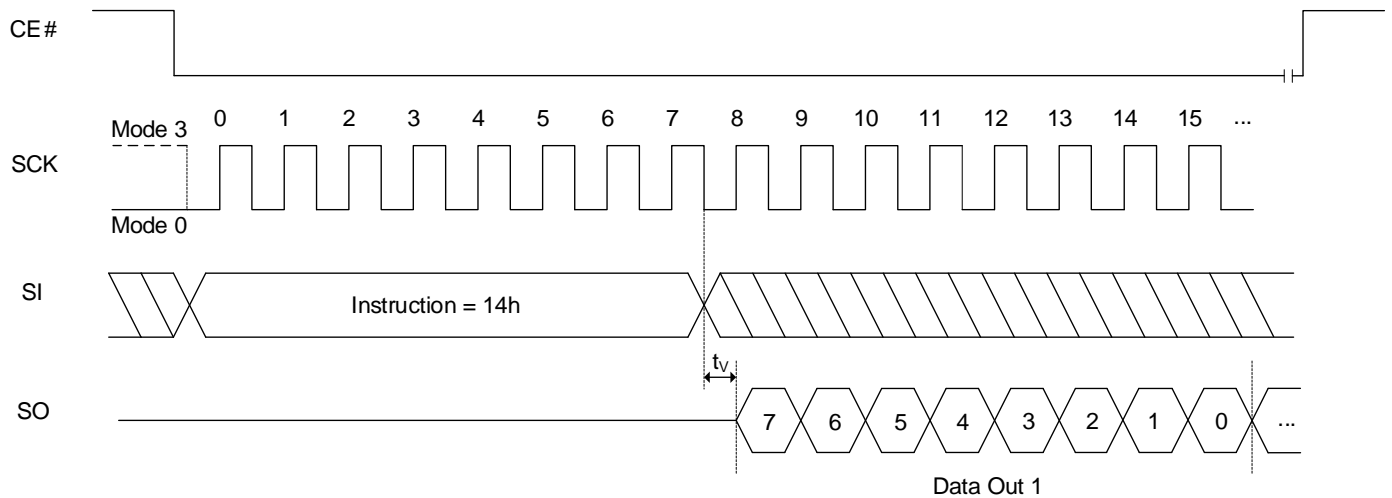 CE#
Mode 3 0 1 2 3 4 5 6 7 8 9 10 11 12 13 14 15 ...
SCK
Mode 0
SI Instruction = 14h
tV
SO 7 6 5 4 3 2 1 0 ...
Data Out 1